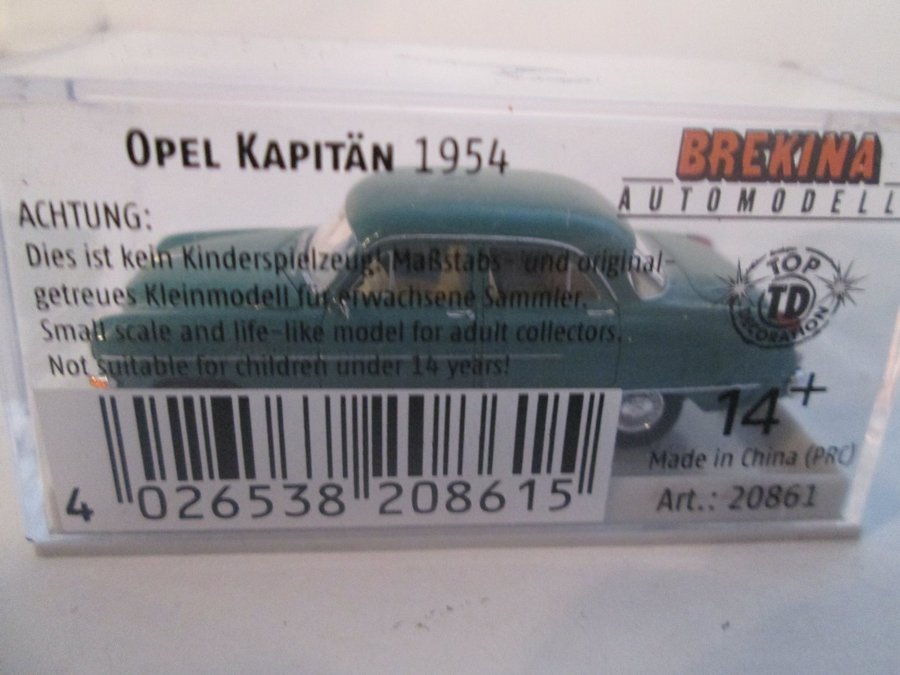 OPEL KAPITÄN 1954
BREKINA
AUTOMODELL
ACHTUNG:
Dies ist kein Kinderspielzeug! Maßstabs- und original-
getreues Kleinmodell für erwachsene Sammler.
Small scale and life-like model for adult collectors.
Not suitable for children under 14 years!
TOP
TD
DECORATION
14+
Made in China (PRC)
Art.: 20861
4 026538 208615